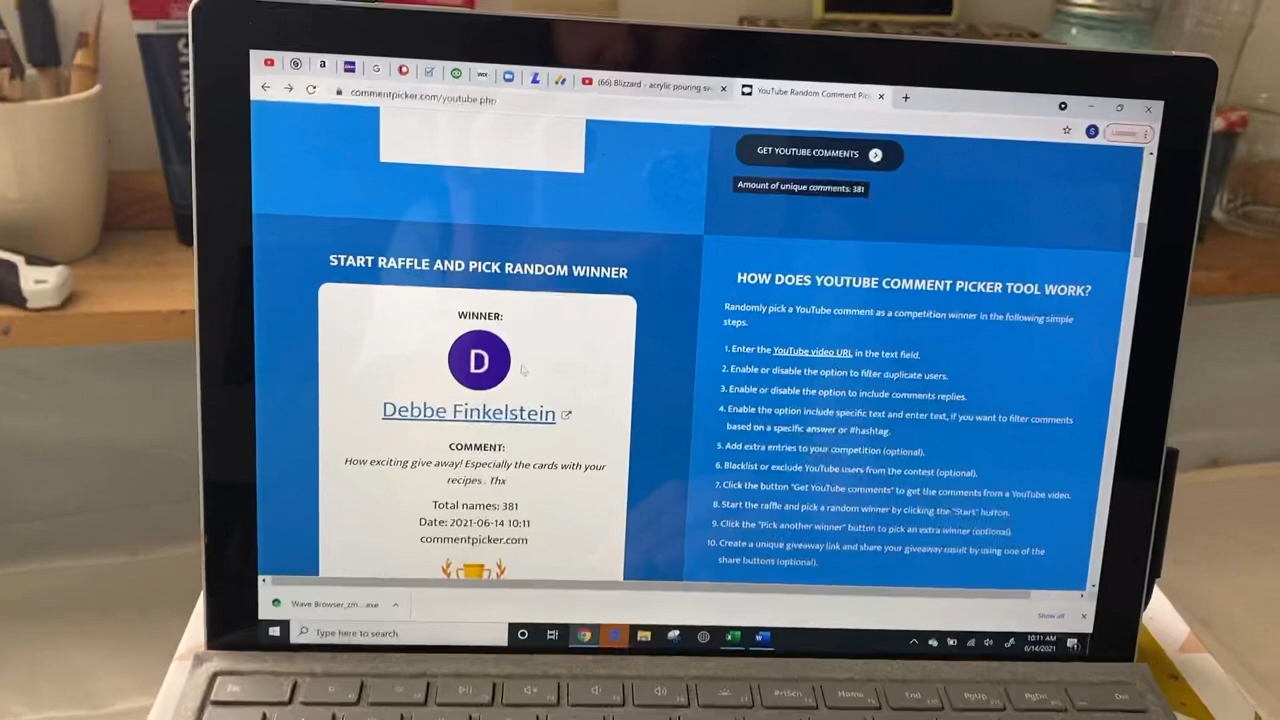 (66) Blizzard - acrylic pouring sw
YouTube Random Comment Pic
commentpicker.com/youtube.php
GET YOUTUBE COMMENTS
Amount of unique comments: 381
START RAFFLE AND PICK RANDOM WINNER
WINNER:
D
Debbe Finkelstein
COMMENT:
How exciting give away! Especially the cards with your
recipes . Thx
Total names: 381
Date: 2021-06-14 10:11
commentpicker.com
HOW DOES YOUTUBE COMMENT PICKER TOOL WORK?
Randomly pick a YouTube comment as a competition winner in the following simple
steps.
1. Enter the YouTube video URL in the text field.
2. Enable or disable the option to filter duplicate users.
3. Enable or disable the option to include comments replies.
4. Enable the option include specific text and enter text, if you want to filter comments
based on a specific answer or #hashtag.
5. Add extra entries to your competition (optional).
6. Blacklist or exclude YouTube users from the contest (optional).
7. Click the button "Get YouTube comments" to get the comments from a YouTube video.
8. Start the raffle and pick a random winner by clicking the "Start" button.
9. Click the "Pick another winner" button to pick an extra winner (optional).
10. Create a unique giveaway link and share your giveaway result by using one of the
share buttons (optional).
Wave Browser_zm....exe
Show all
Type here to search
10:11 AM
6/14/2021
Esc
PrtScn
Home
End
PgUp
PgDn
Del